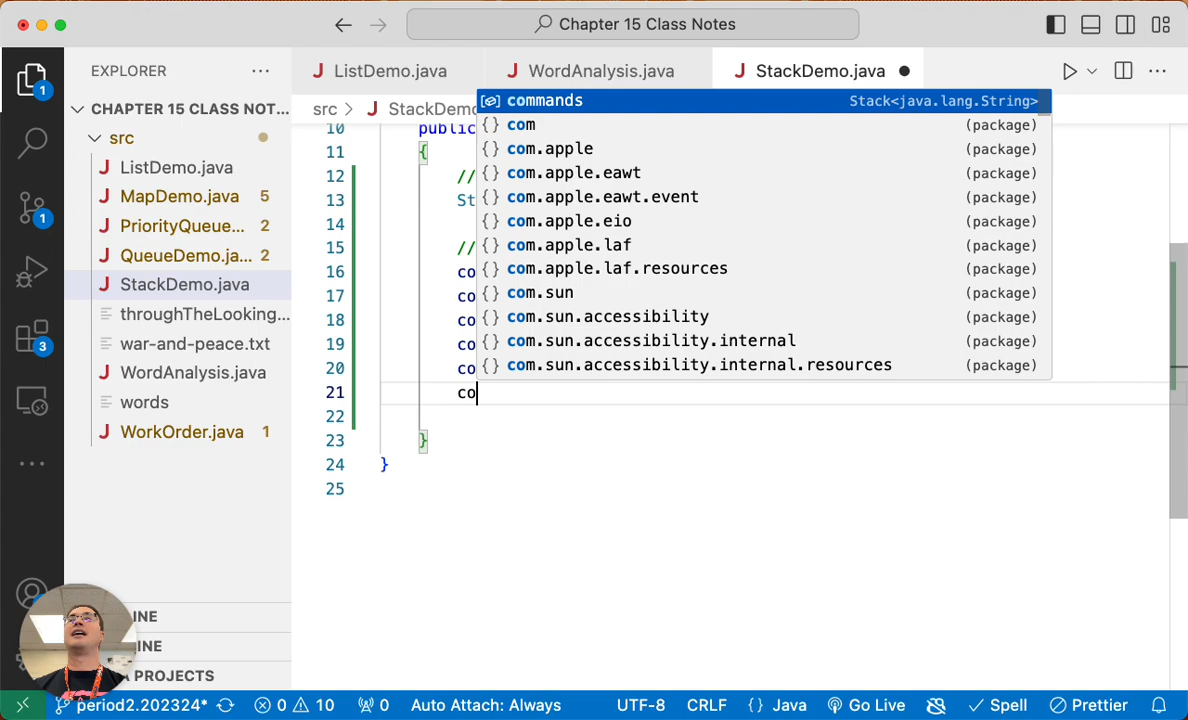 Chapter 15 Class Notes
EXPLORER
ListDemo.java
WordAnalysis.java
StackDemo.java
CHAPTER 15 CLASS NOT...
src
ListDemo.java
MapDemo.java 5
PriorityQueue... 2
QueueDemo.ja... 2
StackDemo.java
throughTheLooking...
war-and-peace.txt
WordAnalysis.java
words
WorkOrder.java 1
INE
INE
PROJECTS
1
1
3
src > StackDemo
10 public
11 {
12 //
13 St
14
15 //
16 co
17 co
18 co
19 co
20 co
21 co
22
23 }
24 }
25
commands Stack<java.lang.String>
com (package)
com.apple (package)
com.apple.eawt (package)
com.apple.eawt.event (package)
com.apple.eio (package)
com.apple.laf (package)
com.apple.laf.resources (package)
com.sun (package)
com.sun.accessibility (package)
com.sun.accessibility.internal (package)
com.sun.accessibility.internal.resources (package)
period2.202324* 0 10 0 Auto Attach: Always UTF-8 CRLF {} Java Go Live Spell Prettier